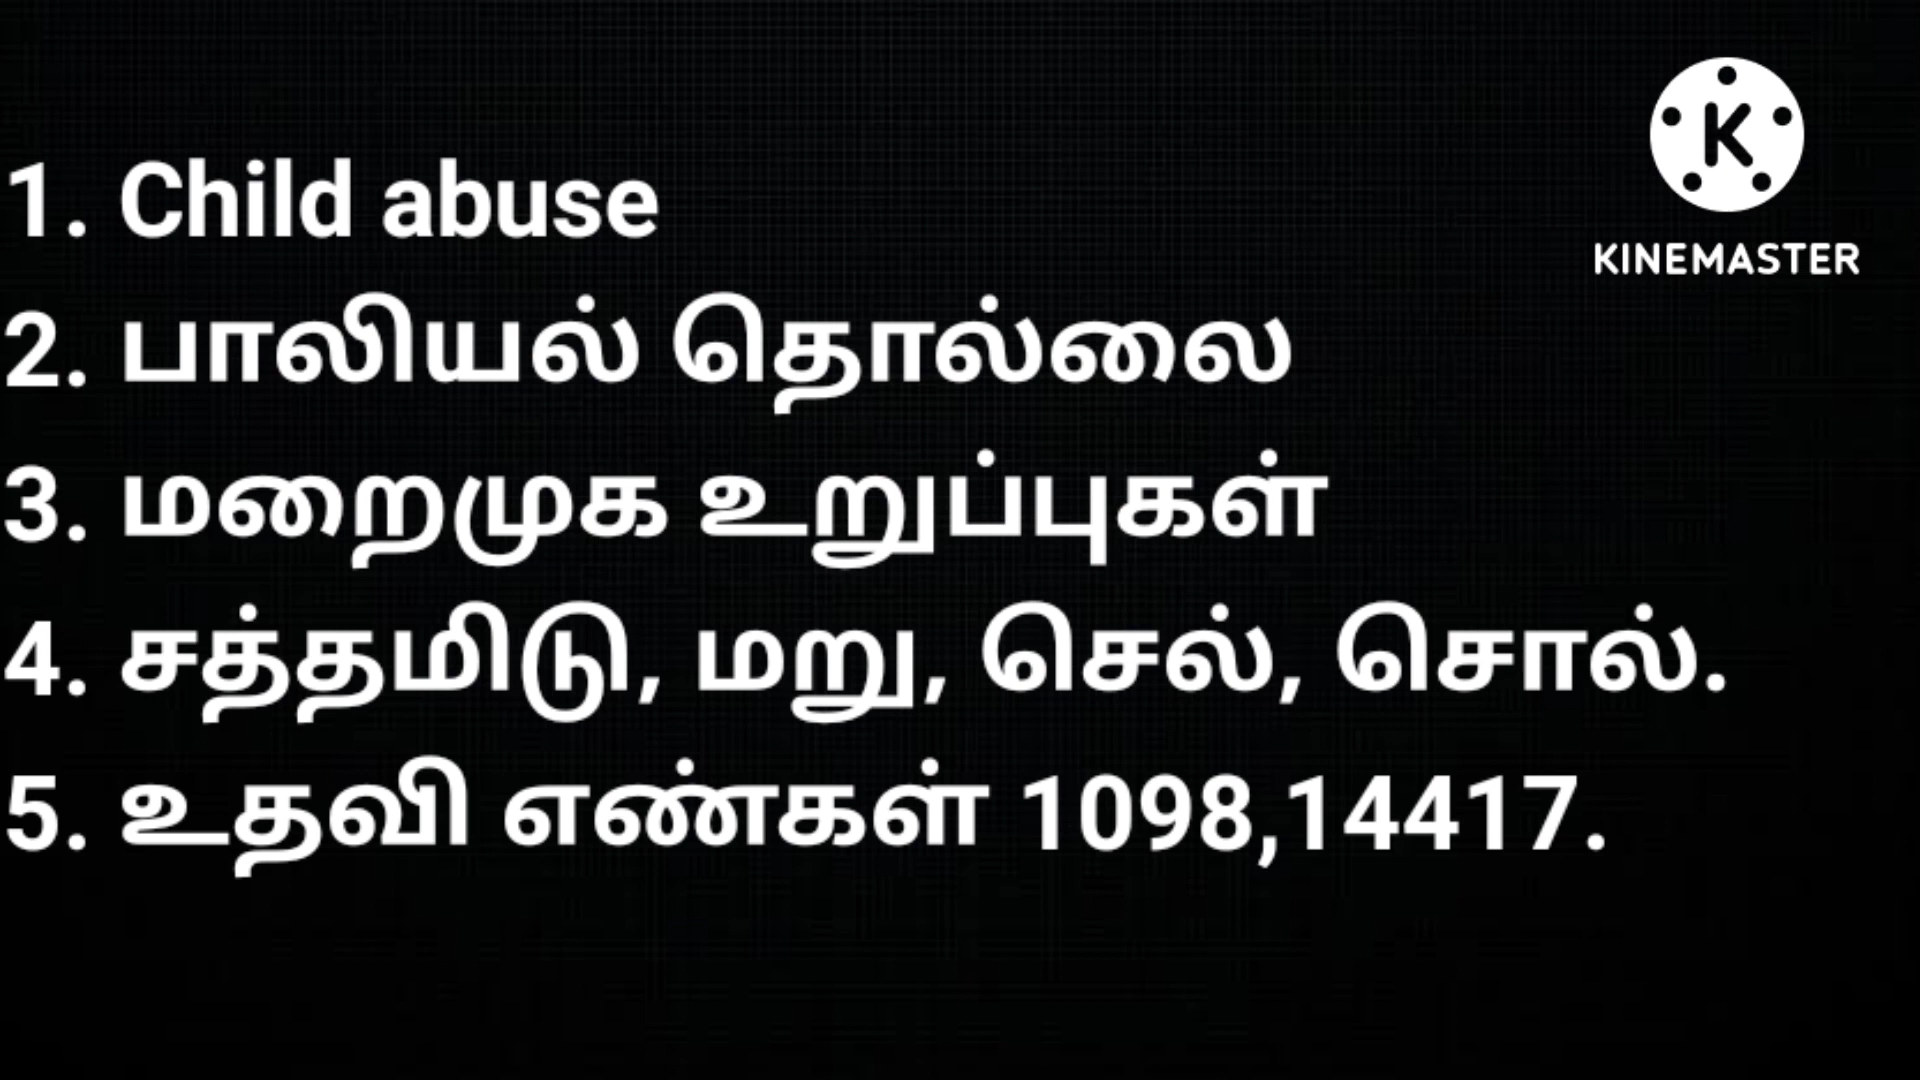 KINEMASTER
1. Child abuse
2. பாலியல் தொல்லை
3. மறைமுக உறுப்புகள்
4. சத்தமிடு, மறு, செல், சொல்.
5. உதவி எண்கள் 1098,14417.